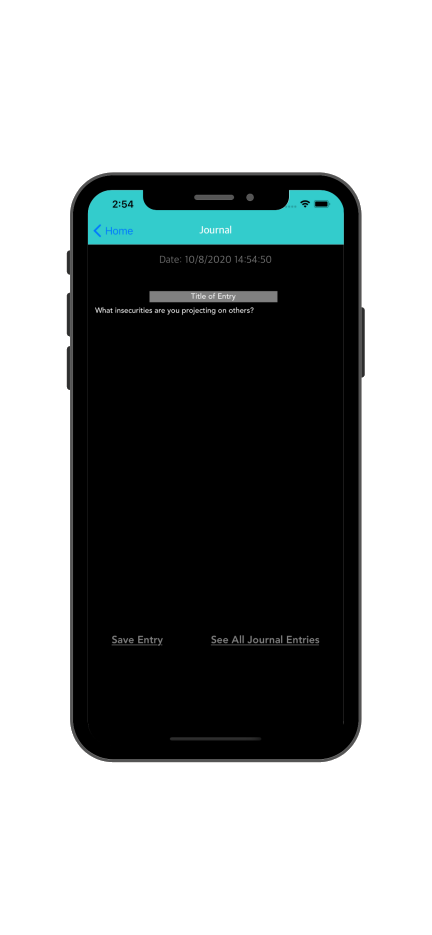 2:54
Home
Journal
Date: 10/8/2020 14:54:50
Title of Entry
What insecurities are you projecting on others?
Save Entry
See All Journal Entries